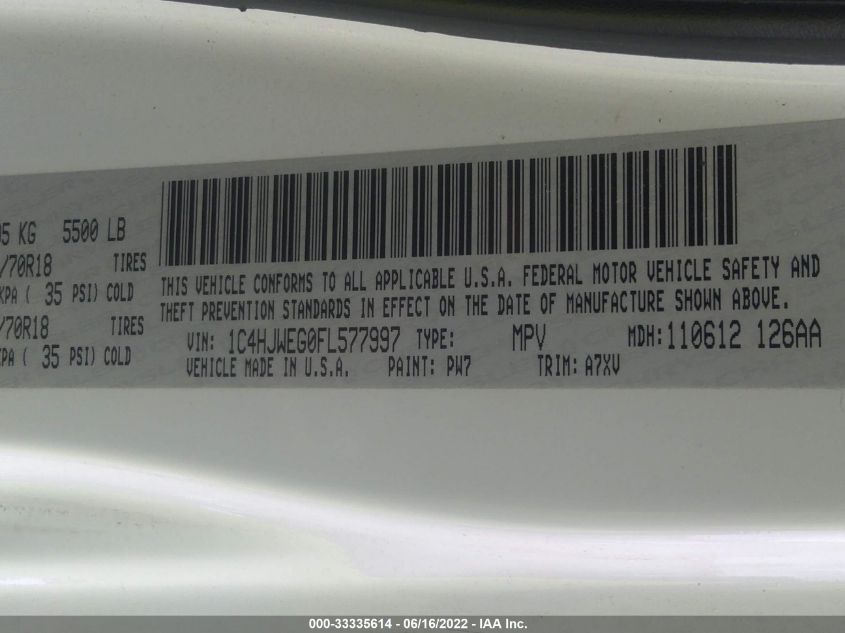 05 KG 5500 LB
/70R18 TIRES
KPA ( 35 PSI) COLD
/70R18 TIRES
KPA ( 35 PSI) COLD
THIS VEHICLE CONFORMS TO ALL APPLICABLE U.S.A. FEDERAL MOTOR VEHICLE SAFETY AND
THEFT PREVENTION STANDARDS IN EFFECT ON THE DATE OF MANUFACTURE SHOWN ABOVE.
VIN: 1C4HJWEG0FL577997 TYPE: MPV MDH: 110612 126AA
VEHICLE MADE IN U.S.A. PAINT: PW7 TRIM: A7XV
000-33335614 - 06/16/2022 - IAA Inc.